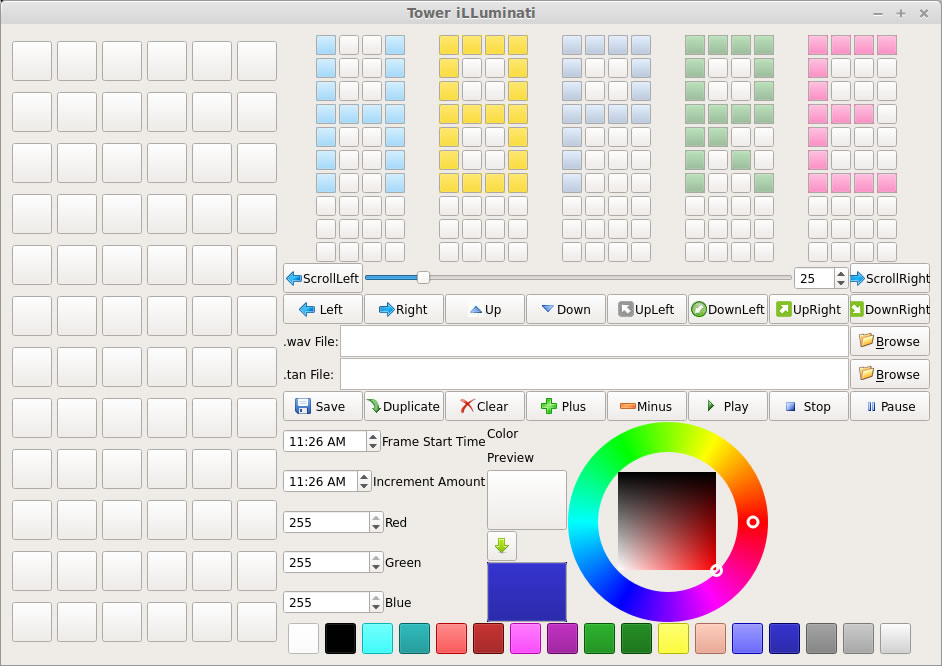 Tower iLLuminati
H B P R E
ScrollLeft 25 ScrollRight
Left Right Up Down UpLeft DownLeft UpRight DownRight
.wav File: Browse
.tan File: Browse
Save Duplicate Clear Plus Minus Play Stop Pause
11:26 AM Frame Start Time Color
Preview
11:26 AM Increment Amount
255 Red
255 Green
255 Blue